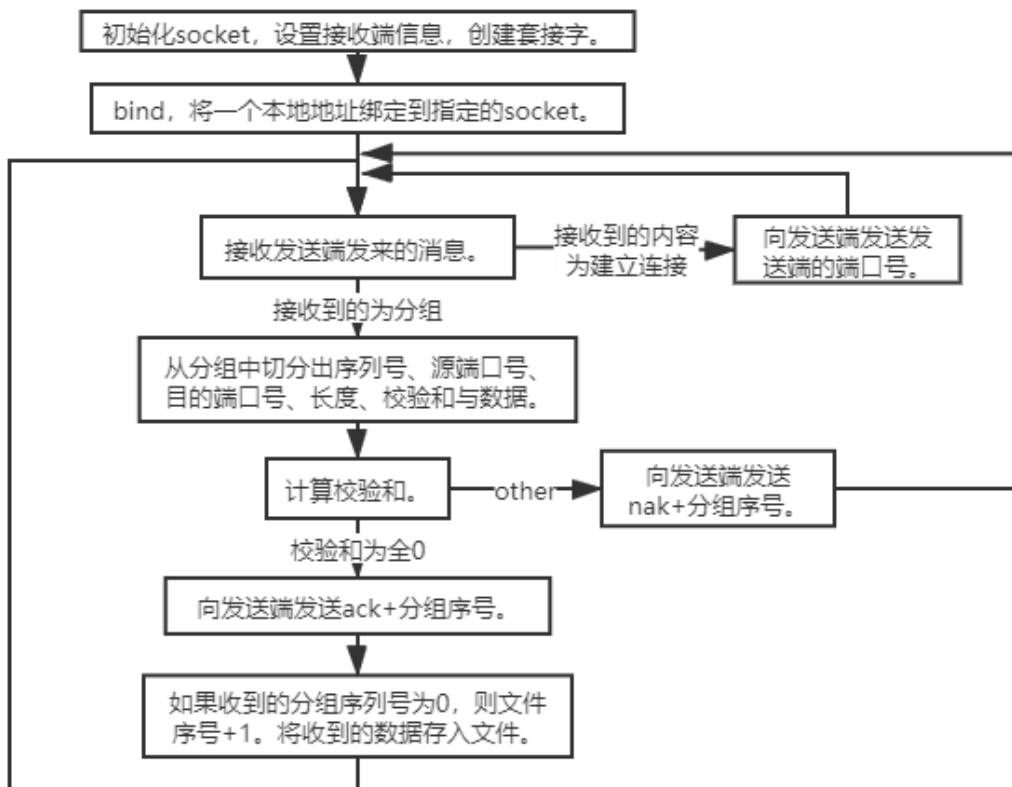 初始化socket，设置接收端信息，创建套接字。
bind，将一个本地地址绑定到指定的socket。
接收发送端发来的消息。
接收到的内容
为建立连接
向发送端发送发
送端的端口号。
接收到的为分组
从分组中切分出序列号、源端口号、
目的端口号、长度、校验和与数据。
计算校验和。
other
向发送端发送
nak+分组序号。
校验和为全0
向发送端发送ack+分组序号。
如果收到的分组序列号为0，则文件
序号+1。将收到的数据存入文件。